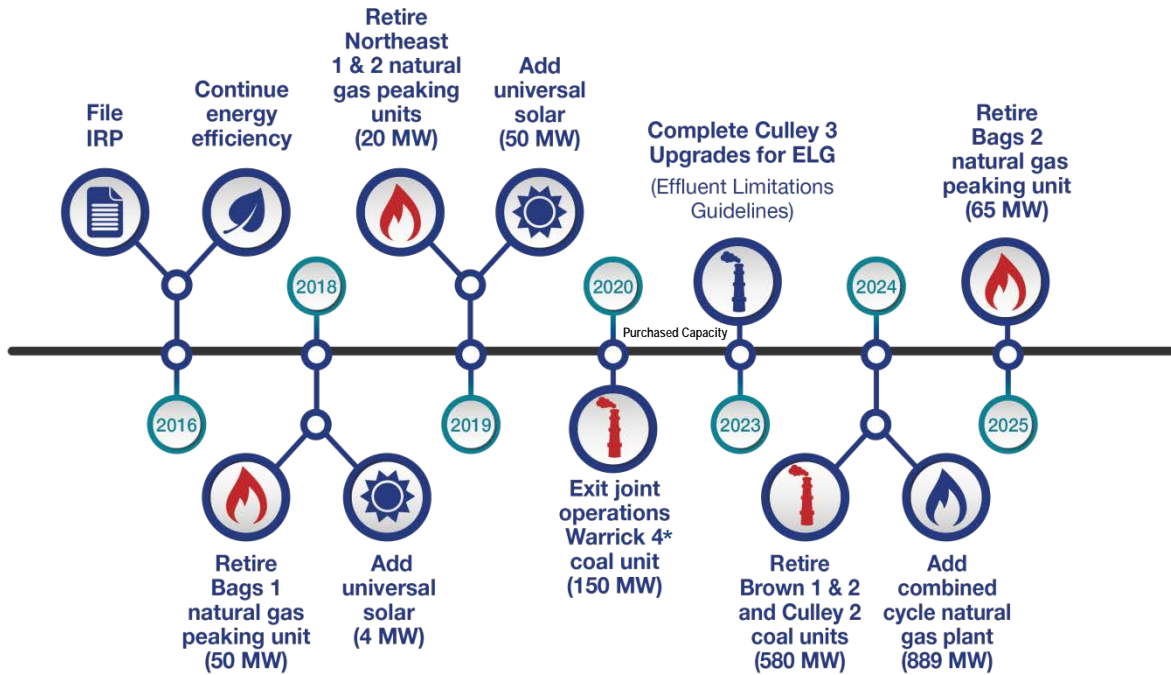 File
IRP
Continue
energy
efficiency
Retire
Northeast
1 & 2 natural
gas peaking
units
(20 MW)
Add
universal
solar
(50 MW)
Complete Culley 3
Upgrades for ELG
(Effluent Limitations
Guidelines)
Retire
Bags 2
natural gas
peaking unit
(65 MW)
2018
2020
2024
Purchased Capacity
2016
2019
2023
2025
Retire
Bags 1
natural gas
peaking unit
(50 MW)
Add
universal
solar
(4 MW)
Exit joint
operations
Warrick 4*
coal unit
(150 MW)
Retire
Brown 1 & 2
and Culley 2
coal units
(580 MW)
Add
combined
cycle natural
gas plant
(889 MW)